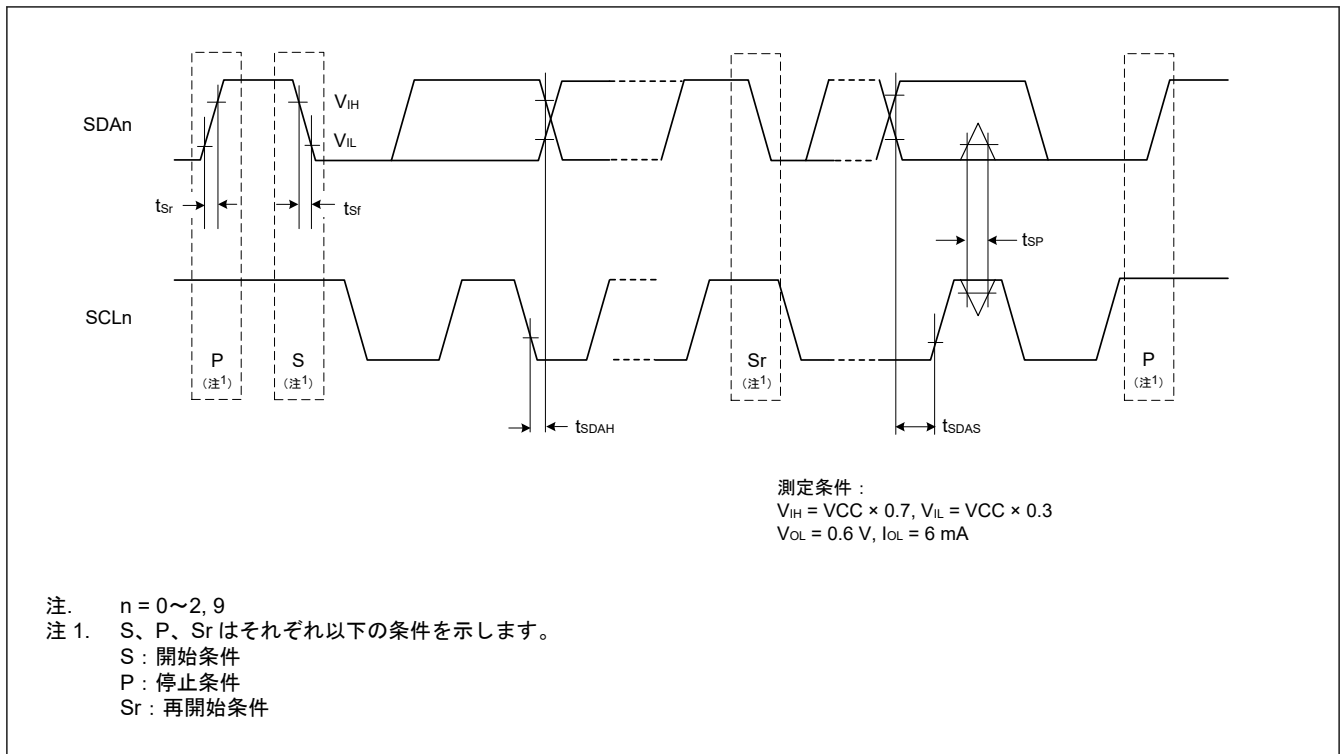 SDAn
VIH
VIL
tSr
tSf
tSP
SCLn
P
（注1）
S
（注1）
Sr
（注1）
P
（注1）
tSDAH
tSDAS
測定条件：
VIH = VCC × 0.7, VIL = VCC × 0.3
VOL = 0.6 V, IOL = 6 mA
注. n = 0～2, 9
注 1. S、P、Sr はそれぞれ以下の条件を示します。
S：開始条件
P：停止条件
Sr：再開始条件